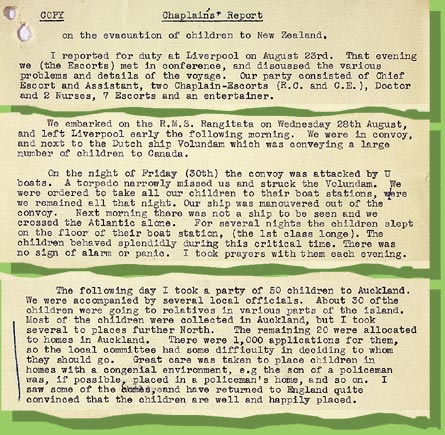 COPY Chaplain's' Report
on the evacuation of children to New Zealand.
I reported for duty at Liverpool on August 23rd. That evening
we (the Escorts) met in conference, and discussed the various
problems and details of the voyage. Our party consisted of Chief
Escort and Assistant, two Chaplain-Escorts (R.C. and C.E.), Doctor
and 2 Nurses, 7 Escorts and an entertainer.
We embarked on the R.M.S. Rangitata on Wednesday 28th August,
and left Liverpool early the following morning. We were in convoy,
and next to the Dutch ship Volundam which was conveying a large
number of children to Canada.
On the night of Friday (30th) the convoy was attacked by U
boats. A torpedo narrowly missed us and struck the Volundam. We
were ordered to take all our children to their boat stations, where
we remained all that night. Our ship was manouvered out of the
convoy. Next morning there was not a ship to be seen and we
crossed the Atlantic alone. For several nights the children slept
on the floor of their boat station, (the 1st class longe). The
children behaved splendidly during this critical time. There was
no sign of alarm or panic. I took prayers with them each evening.
The following day I took a party of 50 children to Auckland.
We were accompanied by several local officials. About 30 of the
children were going to relatives in various parts of the island.
Most of the children were collected in Auckland, but I took
several to places further North. The remaining 20 were allocated
to homes in Auckland. There were 1,000 applications for them,
so the local committee had some difficulty in deciding to whom
they should go. Great care was taken to place children in
homes with a congenial environment, e.g the son of a policeman
was, if possible, placed in a policeman's home, and so on. I
saw some of the homes, and have returned to England quite
convinced that the children are well and happily placed.